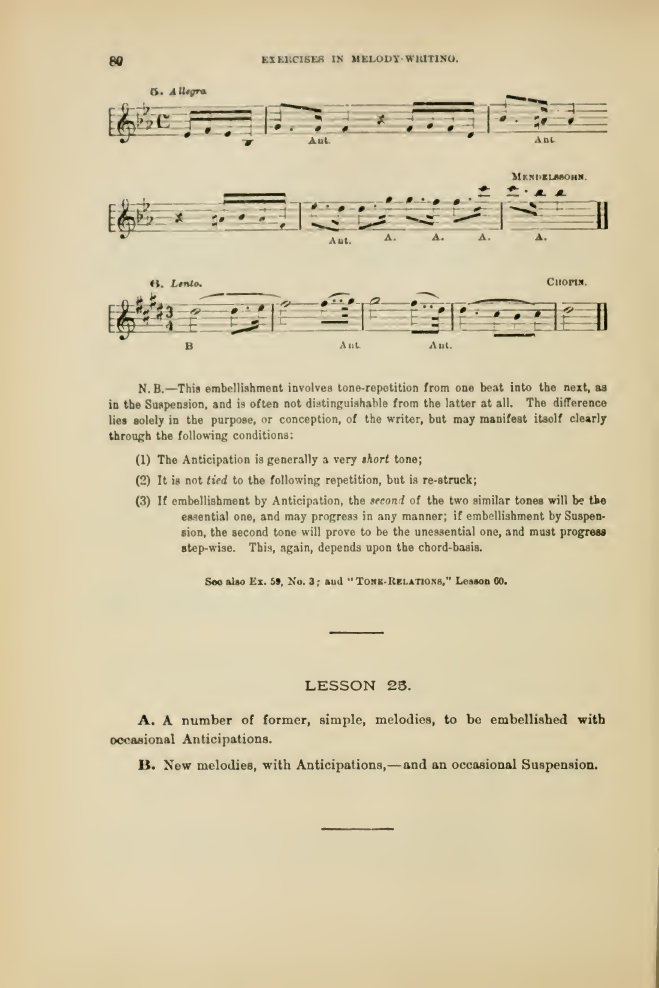 80 EXERCISES IN MELODY-WRITING.
5. Allegra
Ant. Ant.
MENDELSSOHN.
Ant. A. A. A. A.
6. Lento. CHOPIN.
B Ant. Ant.
N. B.—This embellishment involves tone-repetition from one beat into the next, as
in the Suspension, and is often not distinguishable from the latter at all. The difference
lies solely in the purpose, or conception, of the writer, but may manifest itself clearly
through the following conditions:
(1) The Anticipation is generally a very short tone;
(2) It is not tied to the following repetition, but is re-struck;
(3) If embellishment by Anticipation, the second of the two similar tones will be the
essential one, and may progress in any manner; if embellishment by Suspen-
sion, the second tone will prove to be the unessential one, and must progress
step-wise. This, again, depends upon the chord-basis.
See also Ex. 59, No. 3; and "TONE-RELATIONS," Lesson 60.
LESSON 25.
A. A number of former, simple, melodies, to be embellished with
occasional Anticipations.
B. New melodies, with Anticipations,—and an occasional Suspension.